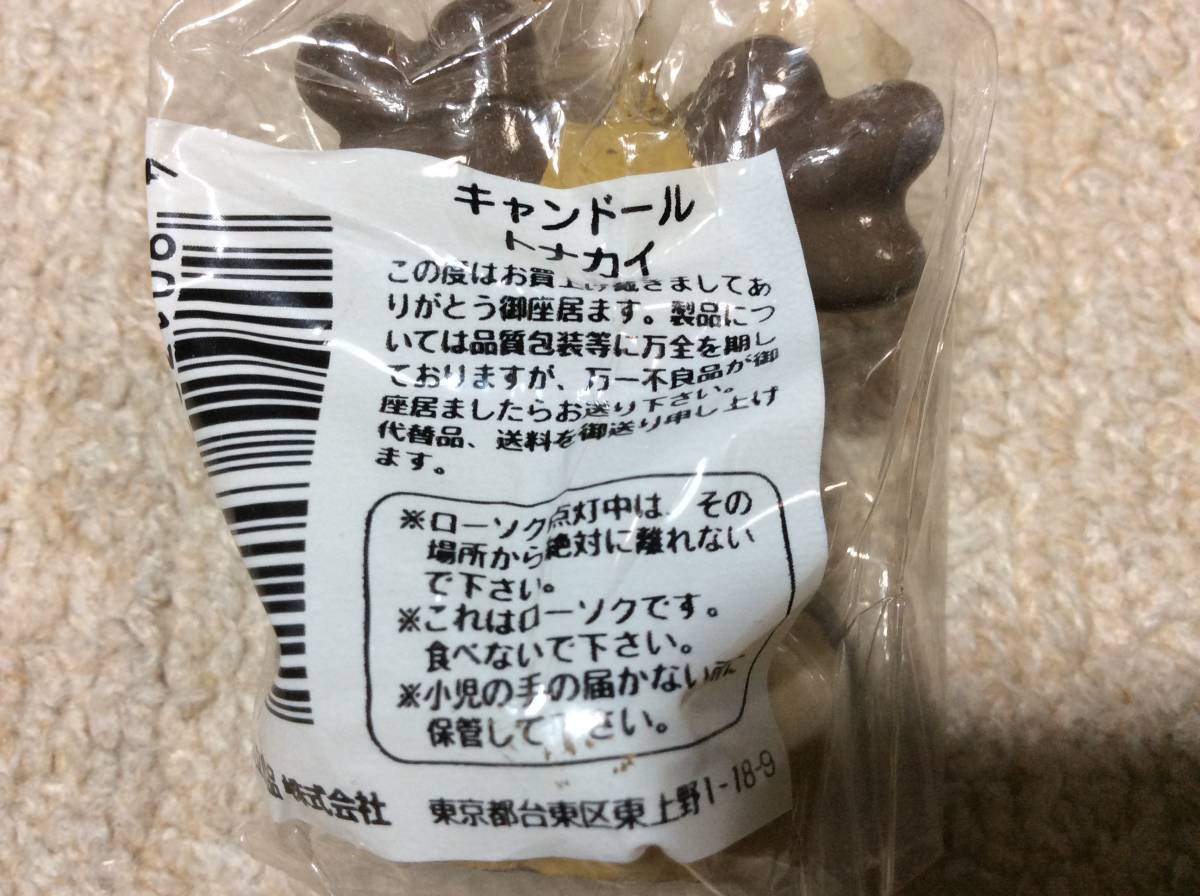 キャンドール
トナカイ
この度はお買上げ戴きましてあ
りがとう御座居ます。製品につ
いては品質包装等に万全を期し
ておりますが、万一不良品が御
座居ましたらお送り下さい。
代替品、送料を御送り申し上げ
ます。
※ローソク点灯中は、その
場所から絶対に離れない
で下さい。
※これはローソクです。
食べないで下さい。
※小児の手の届かない所に
保管して下さい。
品 株式会社 東京都台東区東上野1-18-9